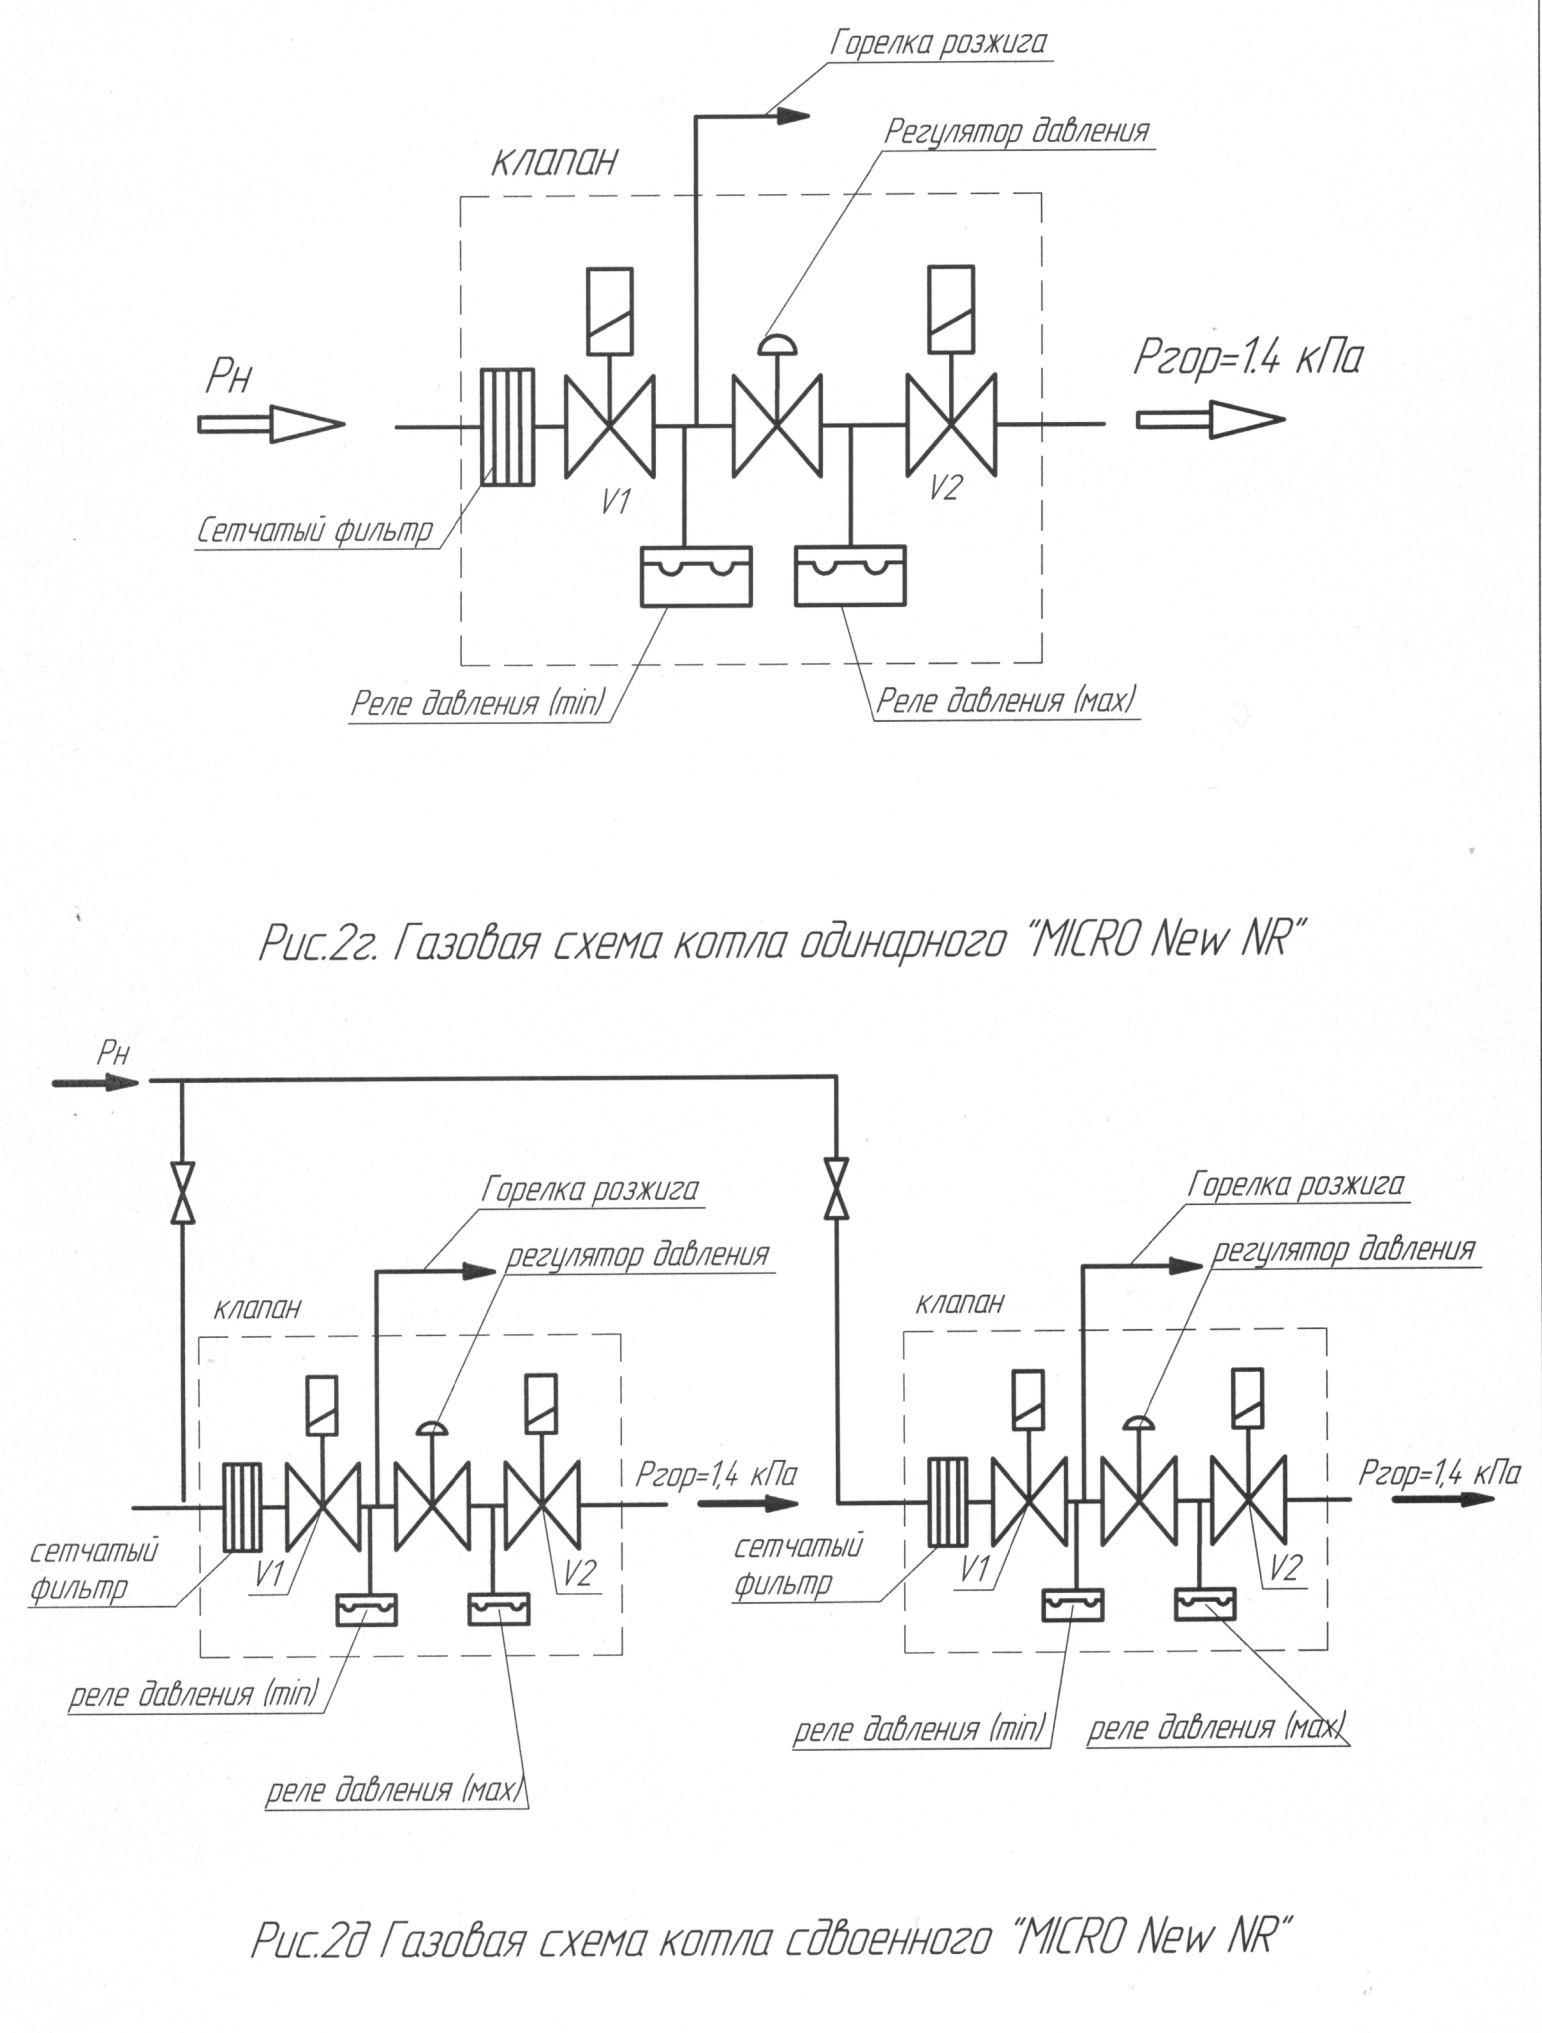 Горелка розжига
Регулятор давления
клапан
Рн
Ргор=1.4 кПа
V1
V2
Сетчатый фильтр
Реле давления (min)
Реле давления (мах)
Рис.2г. Газовая схема котла одинарного "MICRO New NR"
Рн
Горелка розжига
регулятор давления
клапан
Ргор=1,4 кПа
сетчатый
фильтр
V1
V2
реле давления (min)
реле давления (мах)
Горелка розжига
регулятор давления
клапан
Ргор=1,4 кПа
сетчатый
фильтр
V1
V2
реле давления (min)
реле давления (мах)
Рис.2д Газовая схема котла сдвоенного "MICRO New NR"